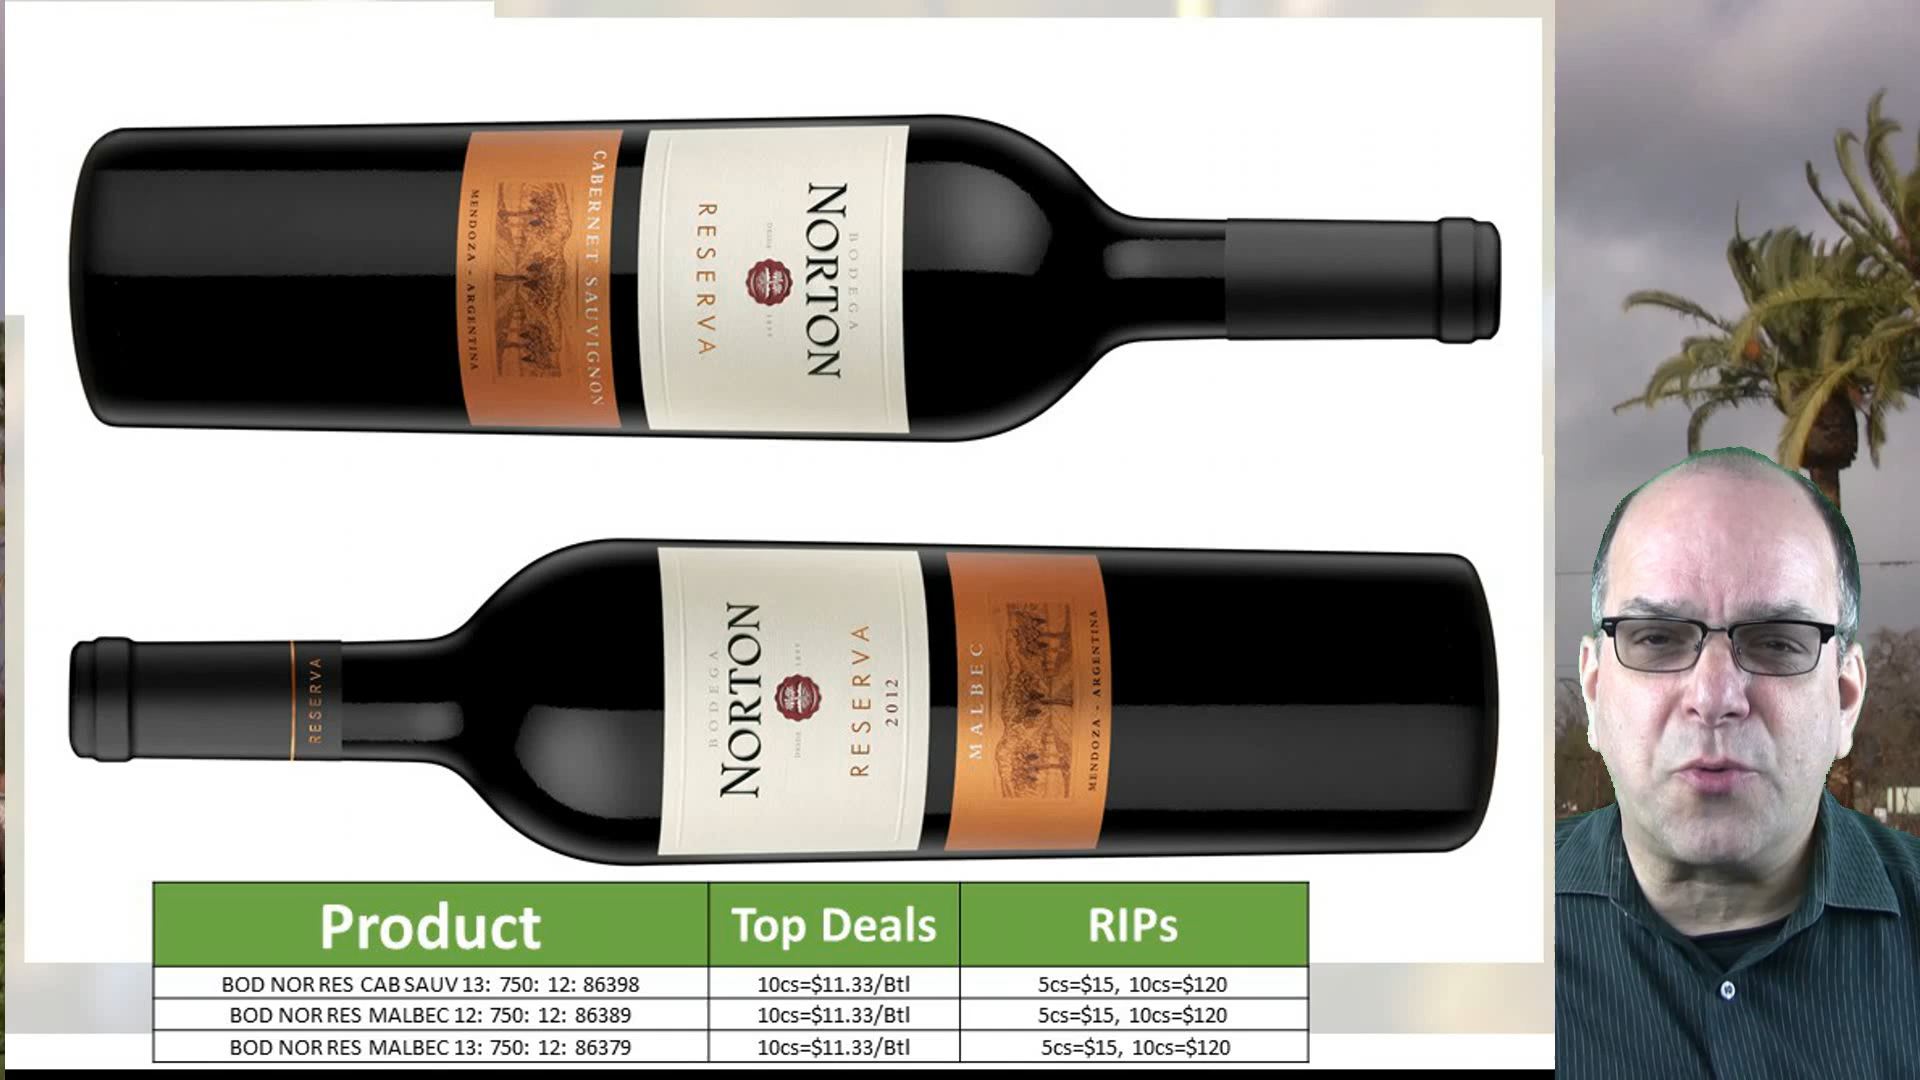 BODEGA
NORTON
RESERVA
CABERNET SAUVIGNON
MENDOZA - ARGENTINA
RESERVA
BODEGA
NORTON
DESDE 1895
RESERVA
2012
MALBEC
MENDOZA - ARGENTINA
Product Top Deals RIPs
BOD NOR RES CAB SAUV 13: 750: 12: 86398 10cs=$11.33/Btl 5cs=$15, 10cs=$120
BOD NOR RES MALBEC 12: 750: 12: 86389 10cs=$11.33/Btl 5cs=$15, 10cs=$120
BOD NOR RES MALBEC 13: 750: 12: 86379 10cs=$11.33/Btl 5cs=$15, 10cs=$120